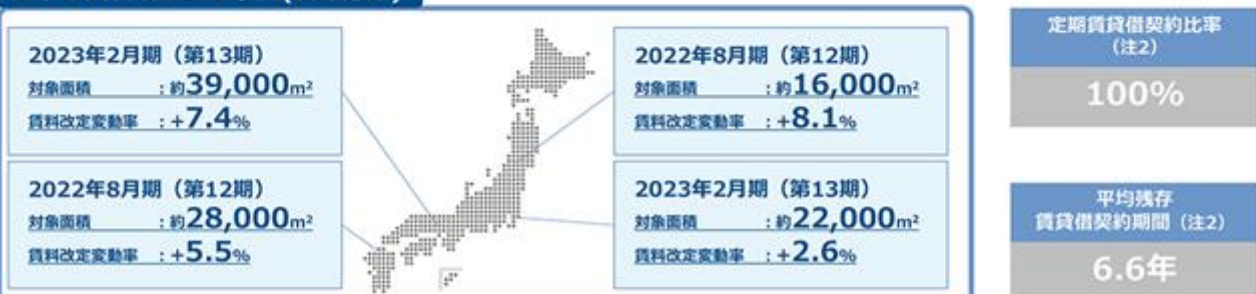 2023年2月期（第13期）
対象面積　：約39,000m²
賃料改定変動率　：+7.4%
2022年8月期（第12期）
対象面積　：約16,000m²
賃料改定変動率　：+8.1%
2022年8月期（第12期）
対象面積　：約28,000m²
賃料改定変動率　：+5.5%
2023年2月期（第13期）
対象面積　：約22,000m²
賃料改定変動率　：+2.6%
定期賃貸借契約比率
（注2）
100%
平均残存
賃貸借契約期間（注2）
6.6年